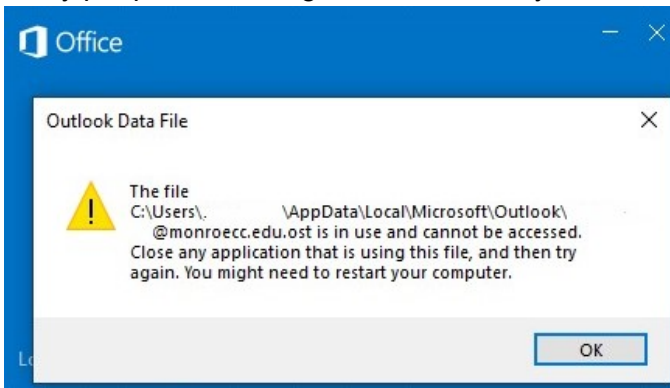 Office
Outlook Data File
The file
C:\Users\. \AppData\Local\Microsoft\Outlook\
@monroecc.edu.ost is in use and cannot be accessed.
Close any application that is using this file, and then try
again. You might need to restart your computer.
OK